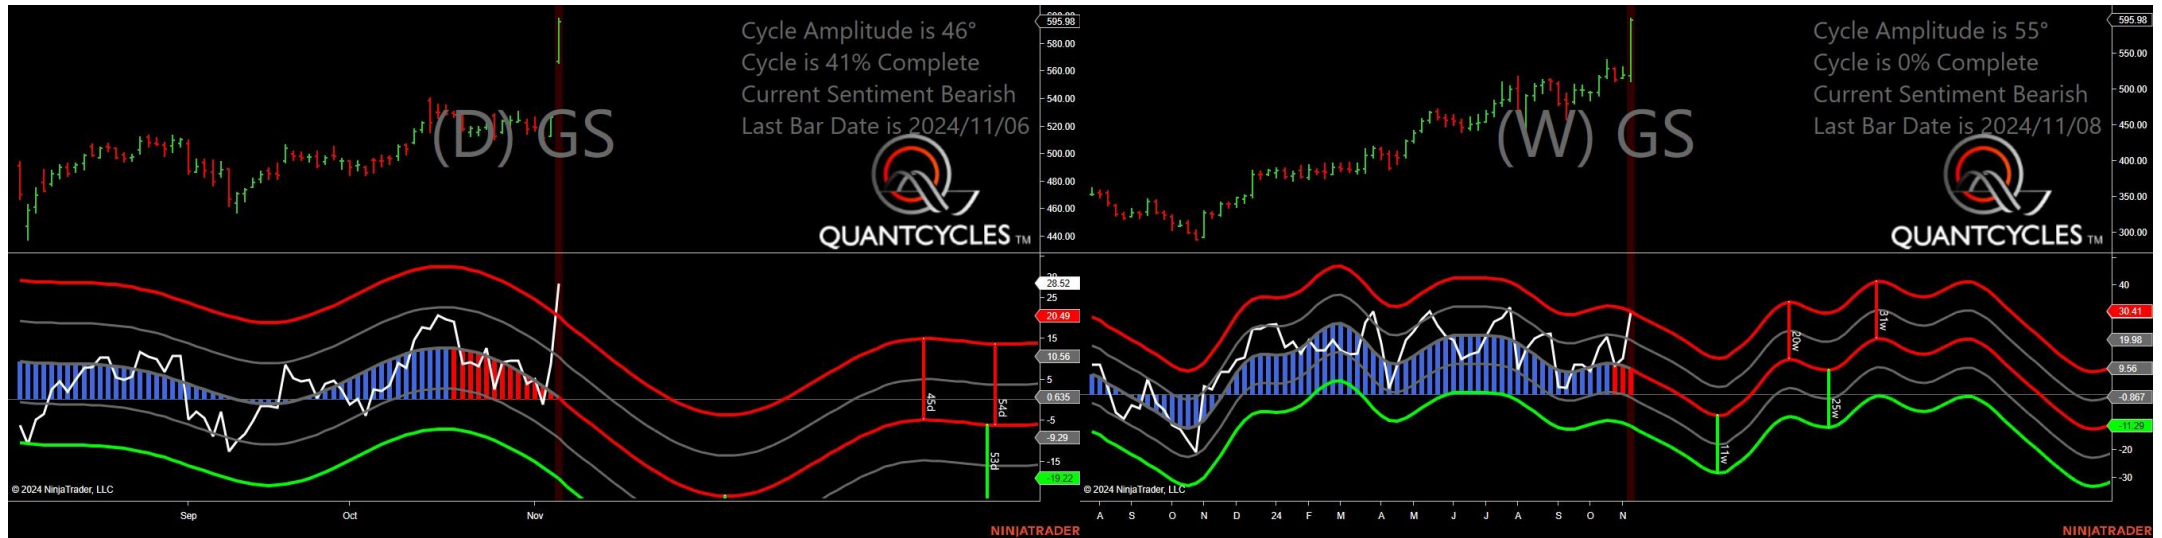 Cycle Amplitude is 46°
Cycle is 41% Complete
Current Sentiment Bearish
Last Bar Date is 2024/11/06
(D) GS
QUANTCYCLES TM
595.98
580.00
560.00
540.00
520.00
500.00
480.00
460.00
440.00
28.52
25
20.49
15
10.56
5
0.635
-5
-9.29
-15
-19.22
45d
54d
53d
© 2024 NinjaTrader, LLC
Sep
Oct
Nov
NINJATRADER
Cycle Amplitude is 55°
Cycle is 0% Complete
Current Sentiment Bearish
Last Bar Date is 2024/11/08
(W) GS
QUANTCYCLES TM
595.98
550.00
500.00
450.00
400.00
350.00
300.00
40
30.41
19.98
9.56
-0.867
-11.29
-20
-30
11w
20w
25w
31w
© 2024 NinjaTrader, LLC
A S O N D 24 F M A M J J A S O N
NINJATRADER